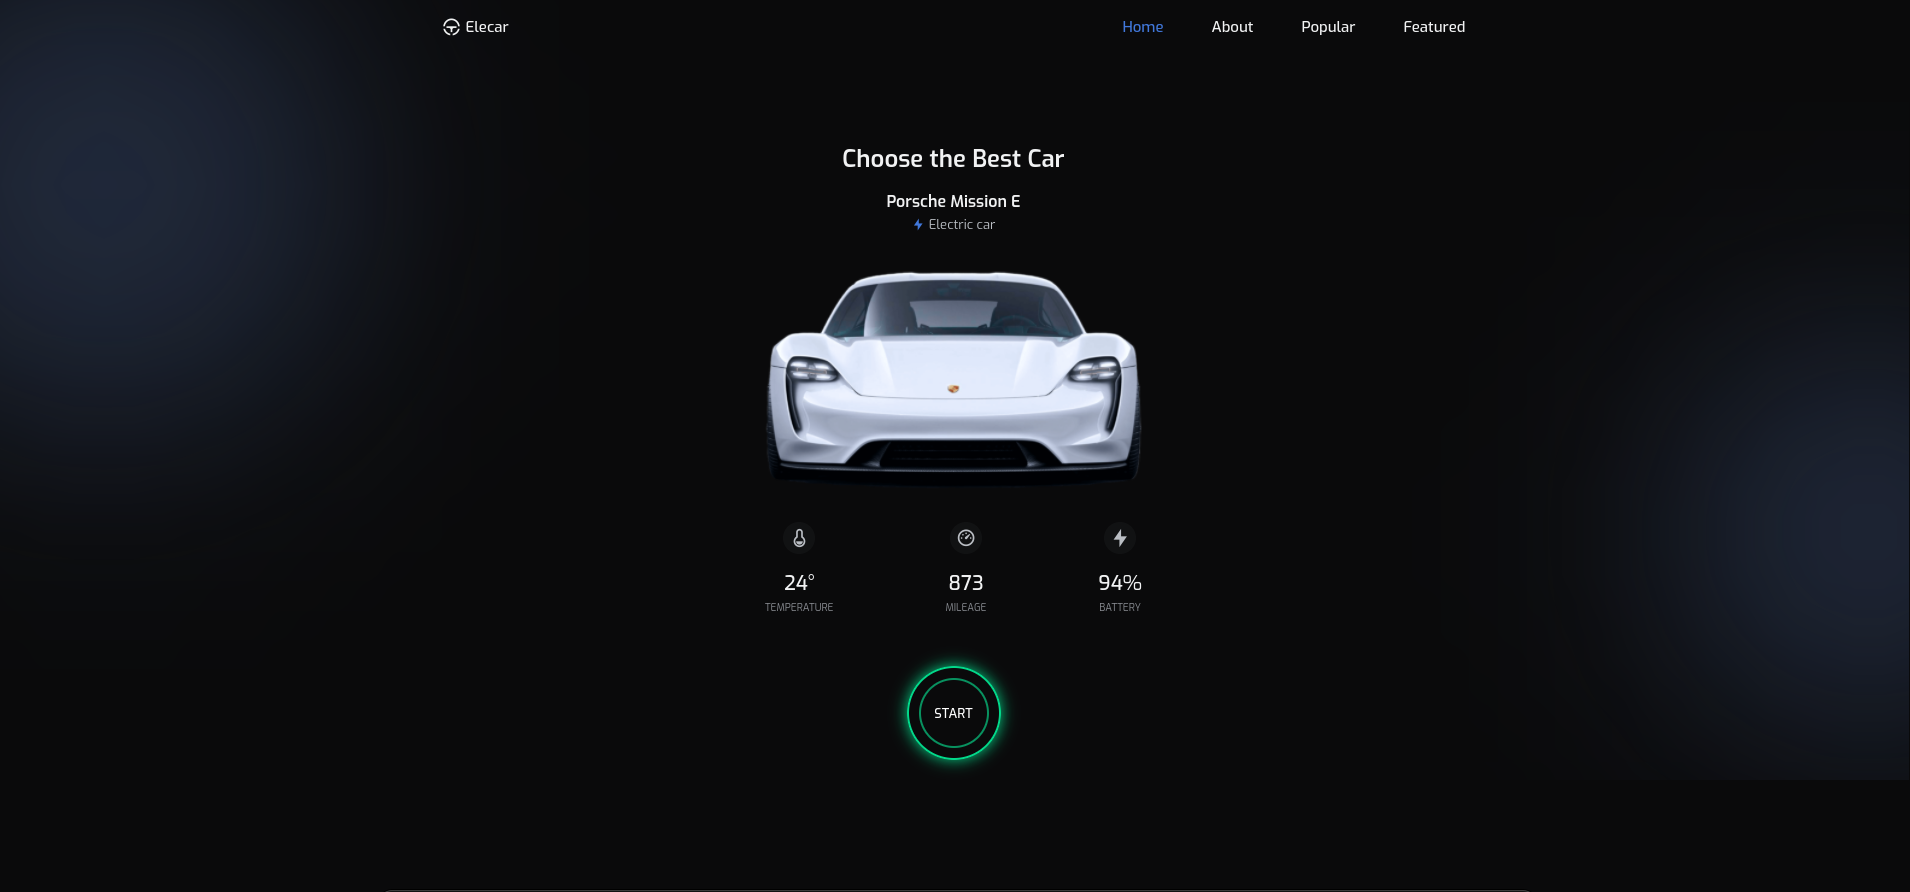 Elecar
Home About Popular Featured
Choose the Best Car
Porsche Mission E
Electric car
24° 873 94%
TEMPERATURE MILEAGE BATTERY
START